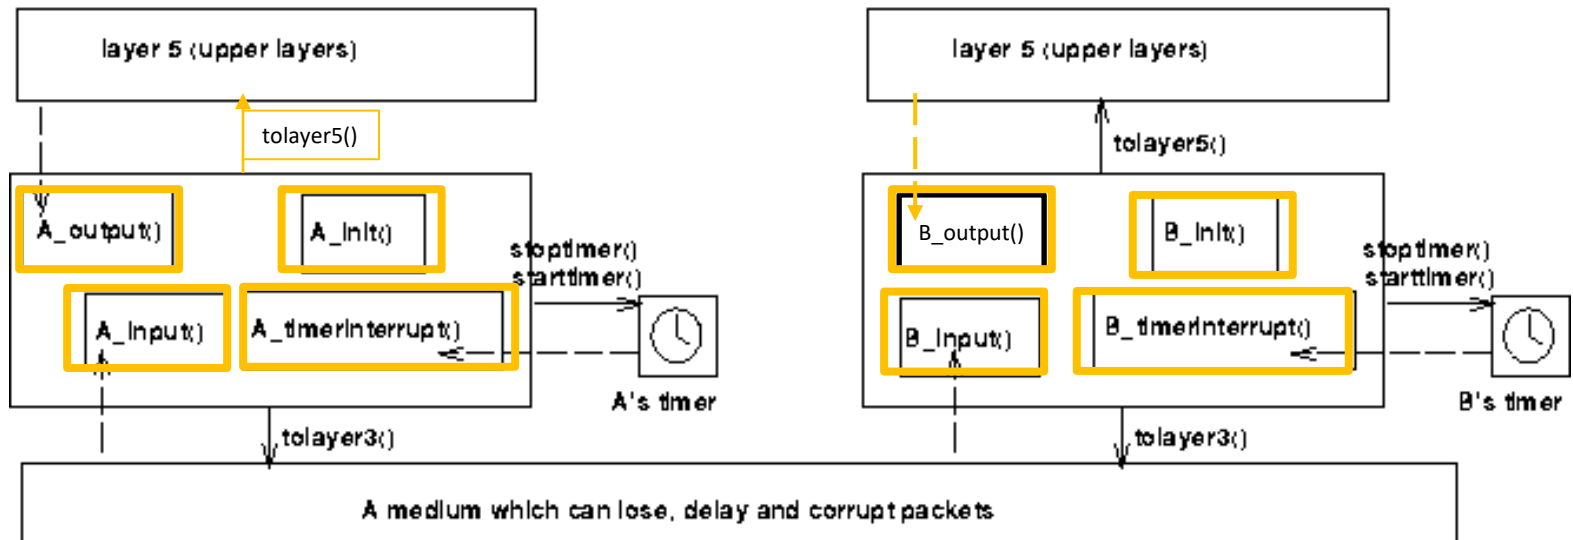 layer 5 (upper layers)
layer 5 (upper layers)
tolayer5()
tolayer5()
A_output()
A_init()
B_output()
B_init()
stoptimer()
starttimer()
stoptimer()
starttimer()
A_input()
A_timerinterrupt()
B_input()
B_timerinterrupt()
A's timer
B's timer
tolayer3()
tolayer3()
A medium which can lose, delay and corrupt packets